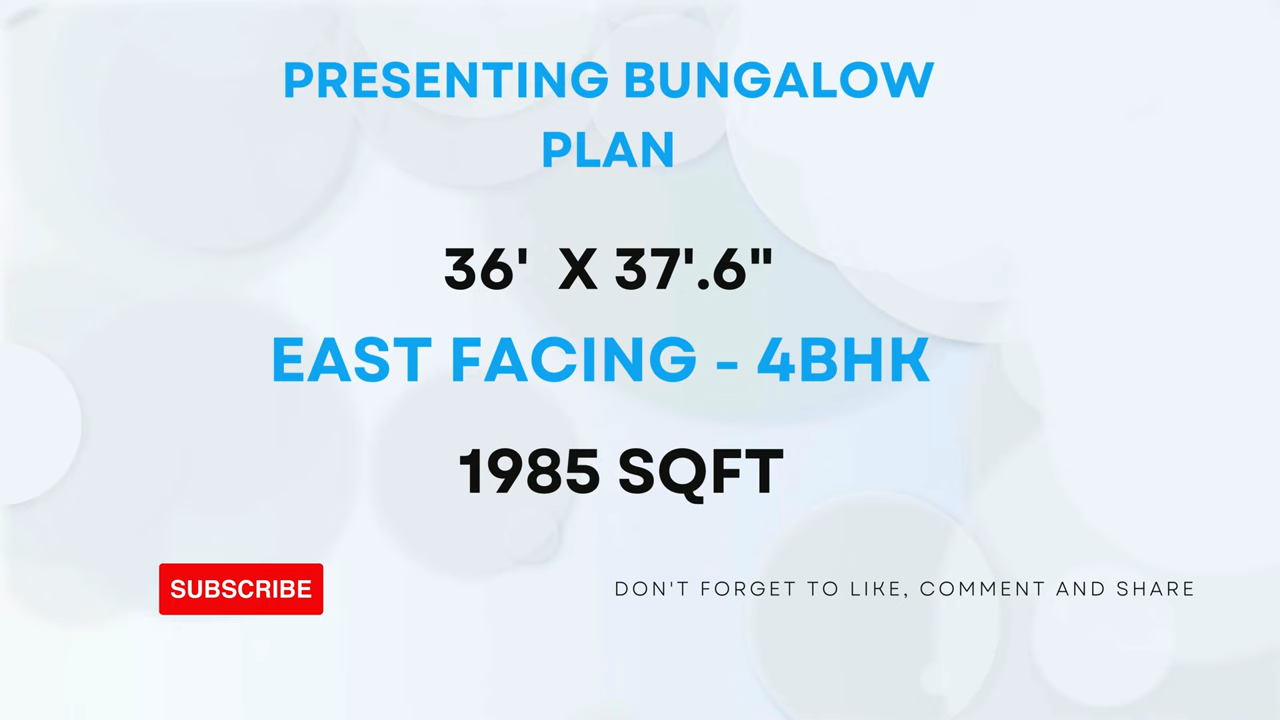 PRESENTING BUNGALOW
PLAN
36' X 37'.6"
EAST FACING - 4BHK
1985 SQFT
SUBSCRIBE
DON'T FORGET TO LIKE, COMMENT AND SHARE